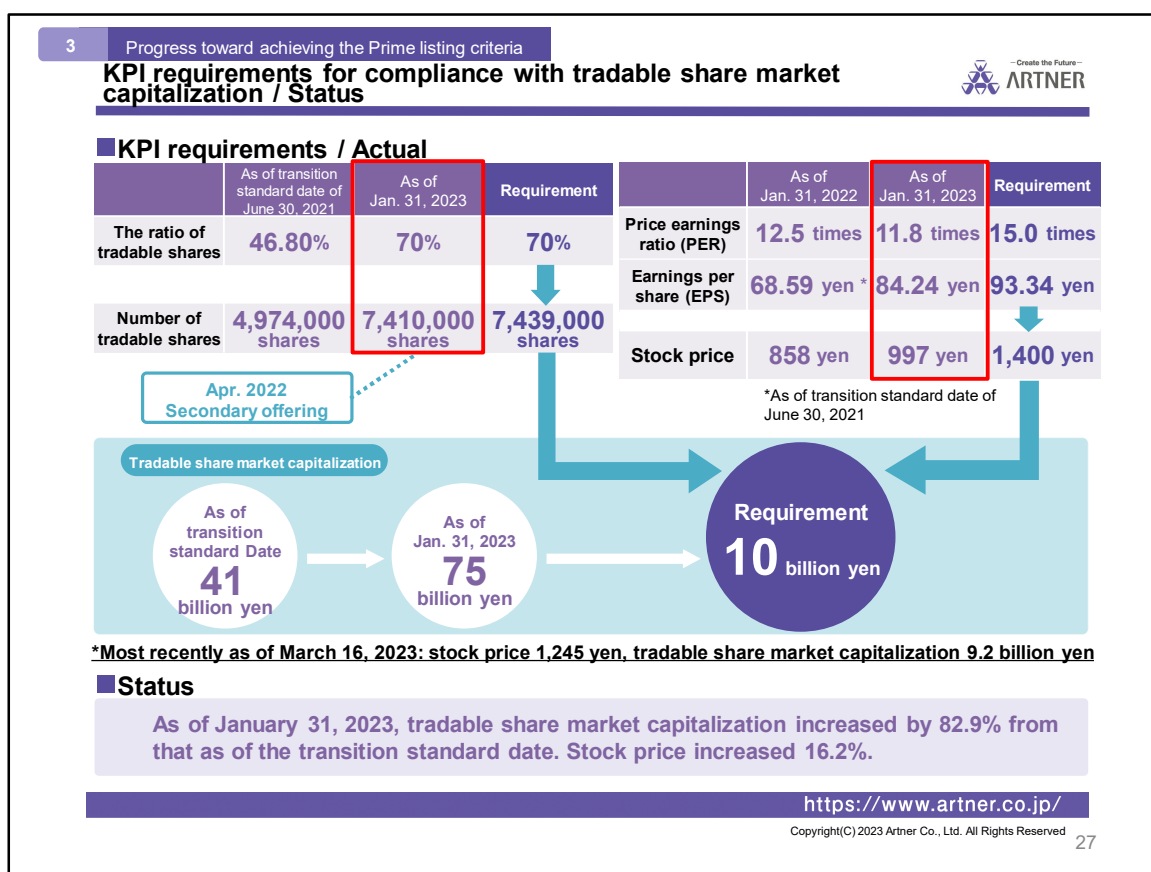 3
Progress toward achieving the Prime listing criteria
KPI requirements for compliance with tradable share market
capitalization / Status
–Create the Future–
ARTNER
KPI requirements / Actual
As of transition
standard date of
June 30, 2021
As of
Jan. 31, 2023
Requirement
The ratio of
tradable shares
46.80%
70%
70%
Number of
tradable shares
4,974,000
shares
7,410,000
shares
7,439,000
shares
Apr. 2022
Secondary offering
As of
Jan. 31, 2022
As of
Jan. 31, 2023
Requirement
Price earnings
ratio (PER)
12.5 times
11.8 times
15.0 times
Earnings per
share (EPS)
68.59 yen *
84.24 yen
93.34 yen
Stock price
858 yen
997 yen
1,400 yen
*As of transition standard date of
June 30, 2021
Tradable share market capitalization
As of
transition
standard Date
41
billion yen
As of
Jan. 31, 2023
75
billion yen
Requirement
10 billion yen
*Most recently as of March 16, 2023: stock price 1,245 yen, tradable share market capitalization 9.2 billion yen
Status
As of January 31, 2023, tradable share market capitalization increased by 82.9% from
that as of the transition standard date. Stock price increased 16.2%.
https://www.artner.co.jp/
Copyright(C) 2023 Artner Co., Ltd. All Rights Reserved
27